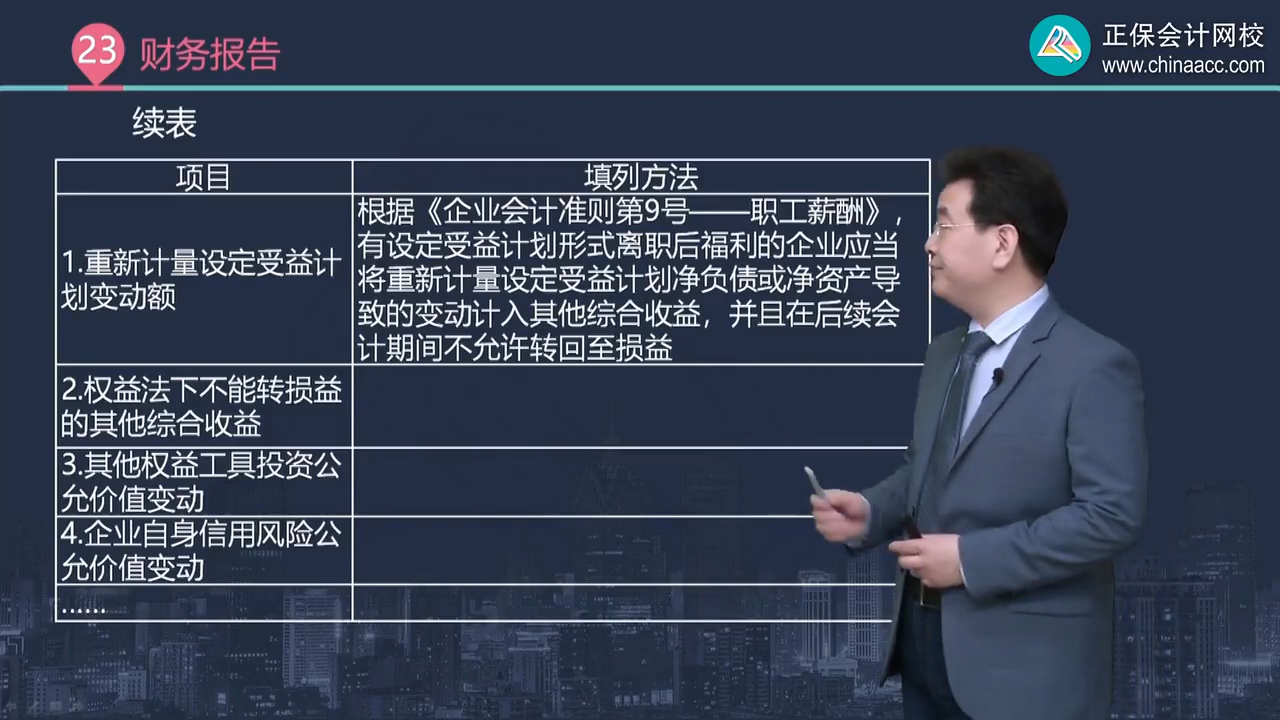 23 财务报告
正保会计网校
www.chinaacc.com
续表
项目
填列方法
1.重新计量设定受益计
划变动额
根据《企业会计准则第9号——职工薪酬》，
有设定受益计划形式离职后福利的企业应当
将重新计量设定受益计划净负债或净资产导
致的变动计入其他综合收益，并且在后续会
计期间不允许转回至损益
2.权益法下不能转损益
的其他综合收益
3.其他权益工具投资公
允价值变动
4.企业自身信用风险公
允价值变动
......